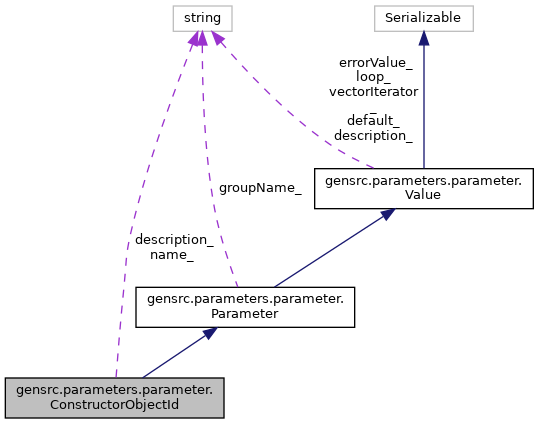 string
Serializable
errorValue_
loop_
vectorIterator
_
default_
description_
gensrc.parameters.parameter.
Value
groupName_
description_
name_
gensrc.parameters.parameter.
Parameter
gensrc.parameters.parameter.
ConstructorObjectId